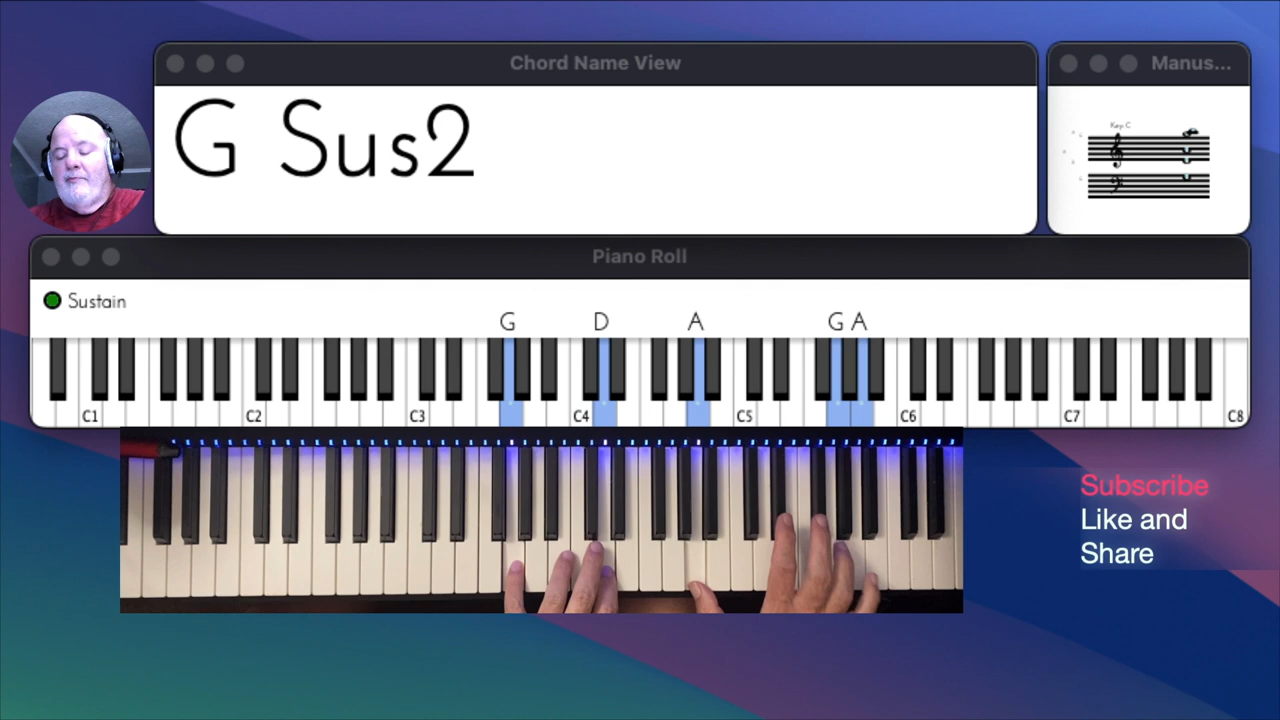 Chord Name View
Manus...
G Sus2
Key: C
Piano Roll
Sustain
G D A G A
C1 C2 C3 C4 C5 C6 C7 C8
Subscribe
Like and
Share